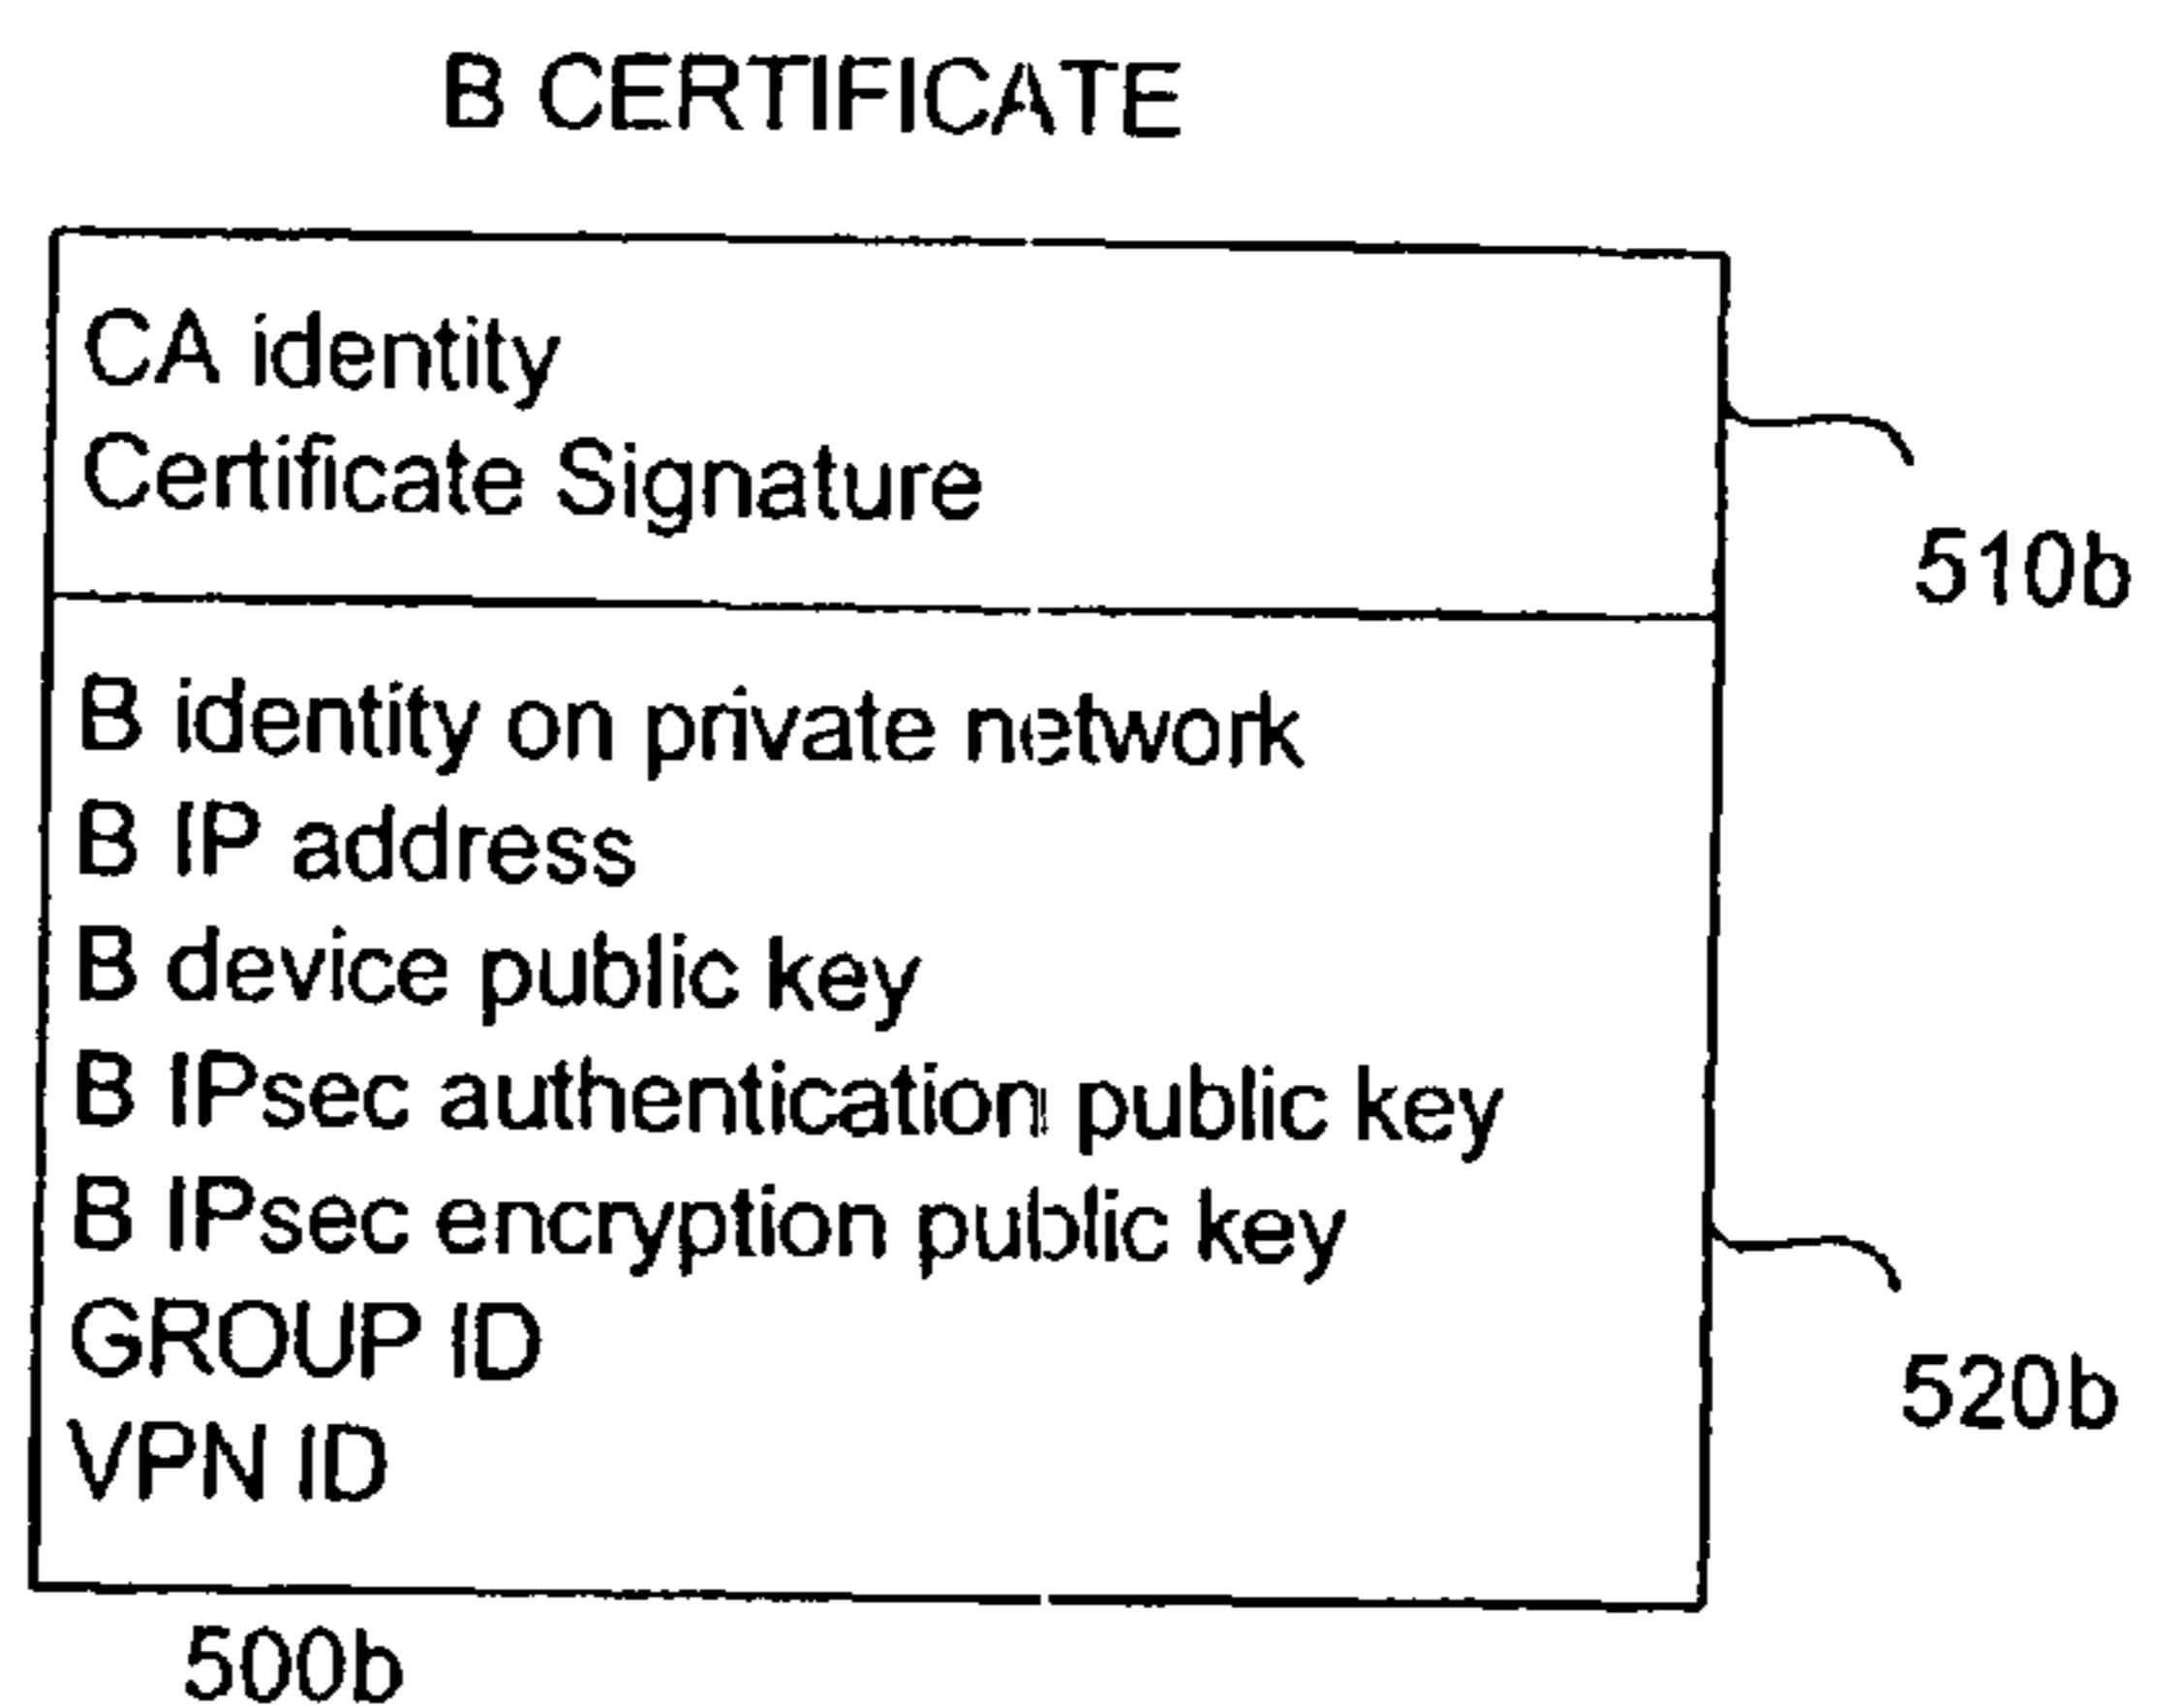 B CERTIFICATE
CA identity
Certificate Signature
510b
B identity on private network
B IP address
B device public key
B IPsec authentication public key
B IPsec encryption public key
GROUP ID
520b
VPN ID
500b